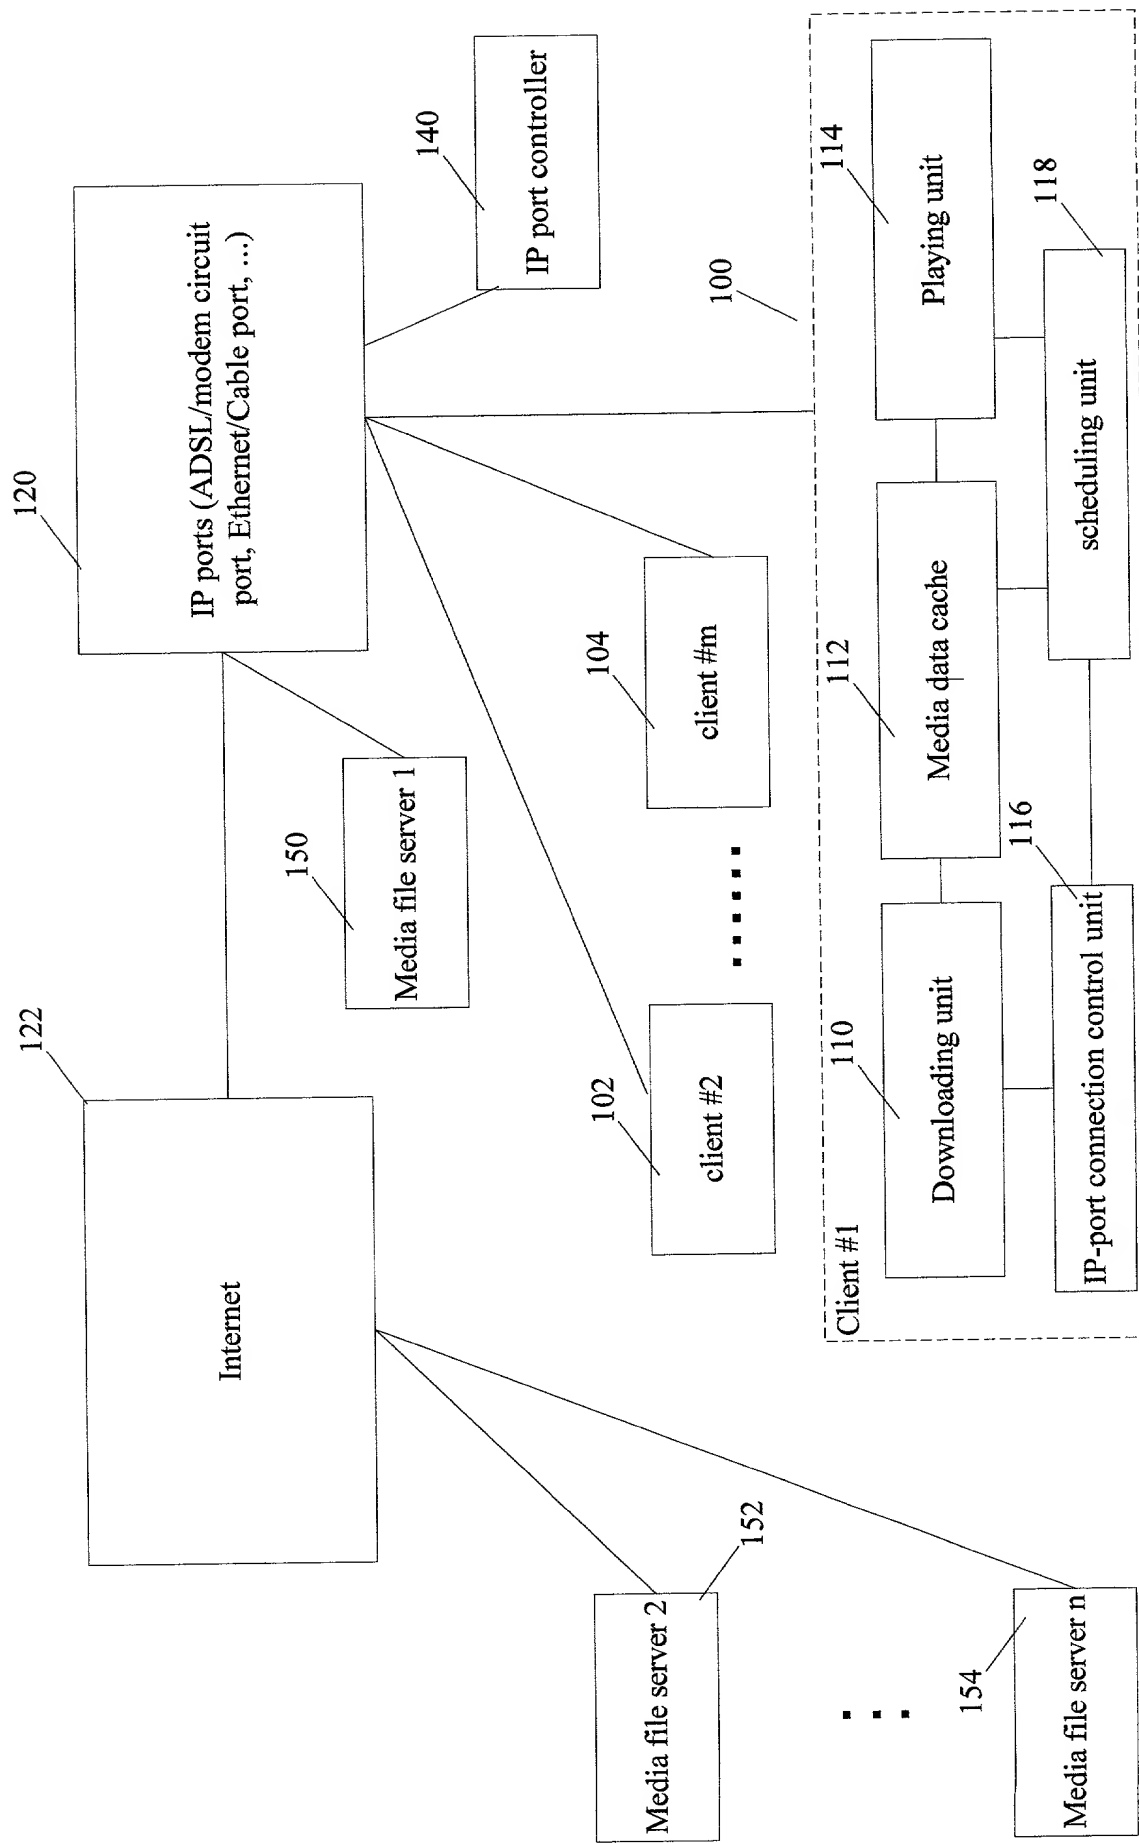 122
Internet
120
IP ports (ADSL/modem circuit
port, Ethernet/Cable port, ...)
140
IP port controller
150
Media file server 1
152
Media file server 2
154
Media file server n
102
client #2
104
client #m
100
Client #1
110
Downloading unit
112
Media data cache
114
Playing unit
116
IP-port connection control unit
118
scheduling unit